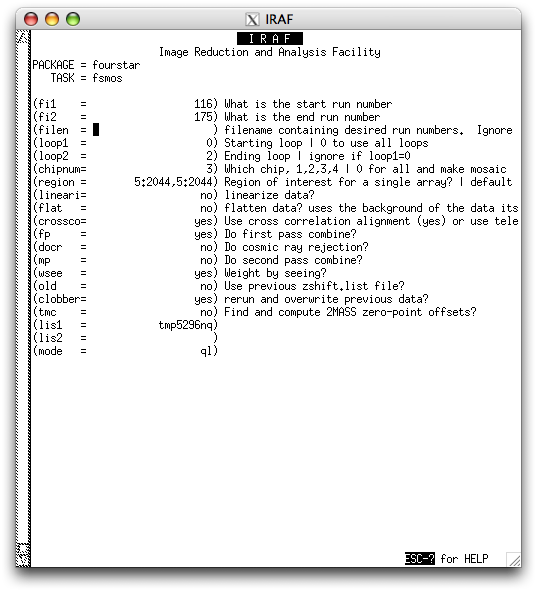 IRAF
I R A F
Image Reduction and Analysis Facility
PACKAGE = fourstar
TASK = fsmos
(fi1 = 116) What is the start run number
(fi2 = 175) What is the end run number
(filen = ) filename containing desired run numbers. Ignore
(loop1 = 0) Starting loop | 0 to use all loops
(loop2 = 2) Ending loop | ignore if loop1=0
(chipnum= 3) Which chip, 1,2,3,4 | 0 for all and make mosaic
(region = 5:2044,5:2044) Region of interest for a single array? | default
(lineari= no) linearize data?
(flat = no) flatten data? uses the background of the data its
(crossco= yes) Use cross correlation alignment (yes) or use tele
(fp = yes) Do first pass combine?
(docr = no) Do cosmic ray rejection?
(mp = no) Do second pass combine?
(wsee = yes) Weight by seeing?
(old = no) Use previous zshift.list file?
(clobber= yes) rerun and overwrite previous data?
(tmc = no) Find and compute 2MASS zero-point offsets?
(lis1 = tmp5296nq)
(lis2 = )
(mode = ql)
ESC-? for HELP